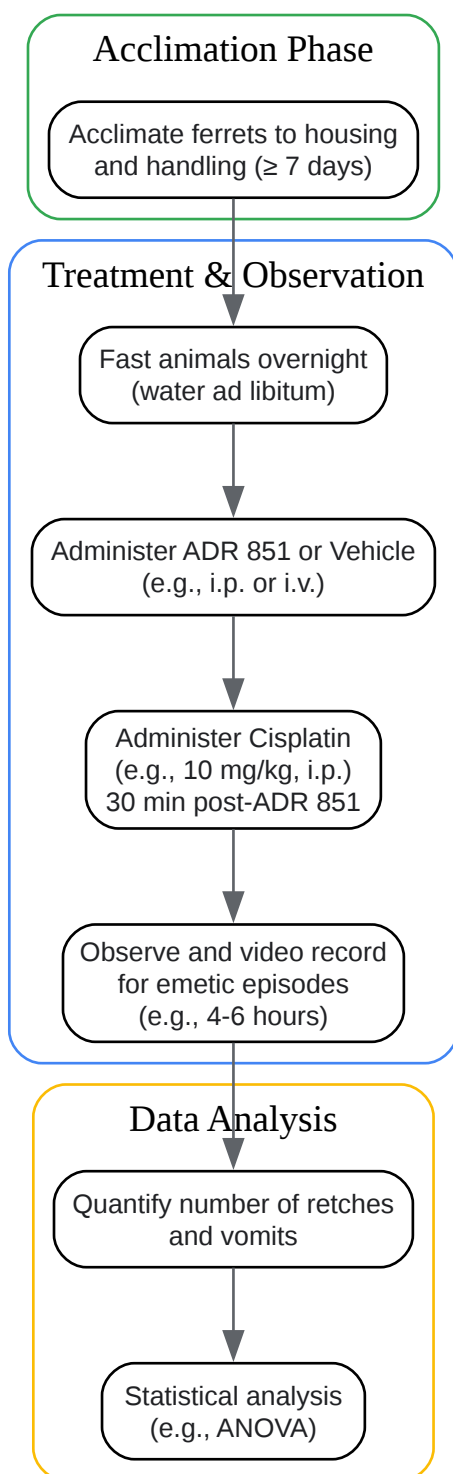 Acclimation Phase
Acclimate ferrets to housing
and handling (≥ 7 days)
Treatment & Observation
Fast animals overnight
(water ad libitum)
Administer ADR 851 or Vehicle
(e.g., i.p. or i.v.)
Administer Cisplatin
(e.g., 10 mg/kg, i.p.)
30 min post-ADR 851
Observe and video record
for emetic episodes
(e.g., 4-6 hours)
Data Analysis
Quantify number of retches
and vomits
Statistical analysis
(e.g., ANOVA)